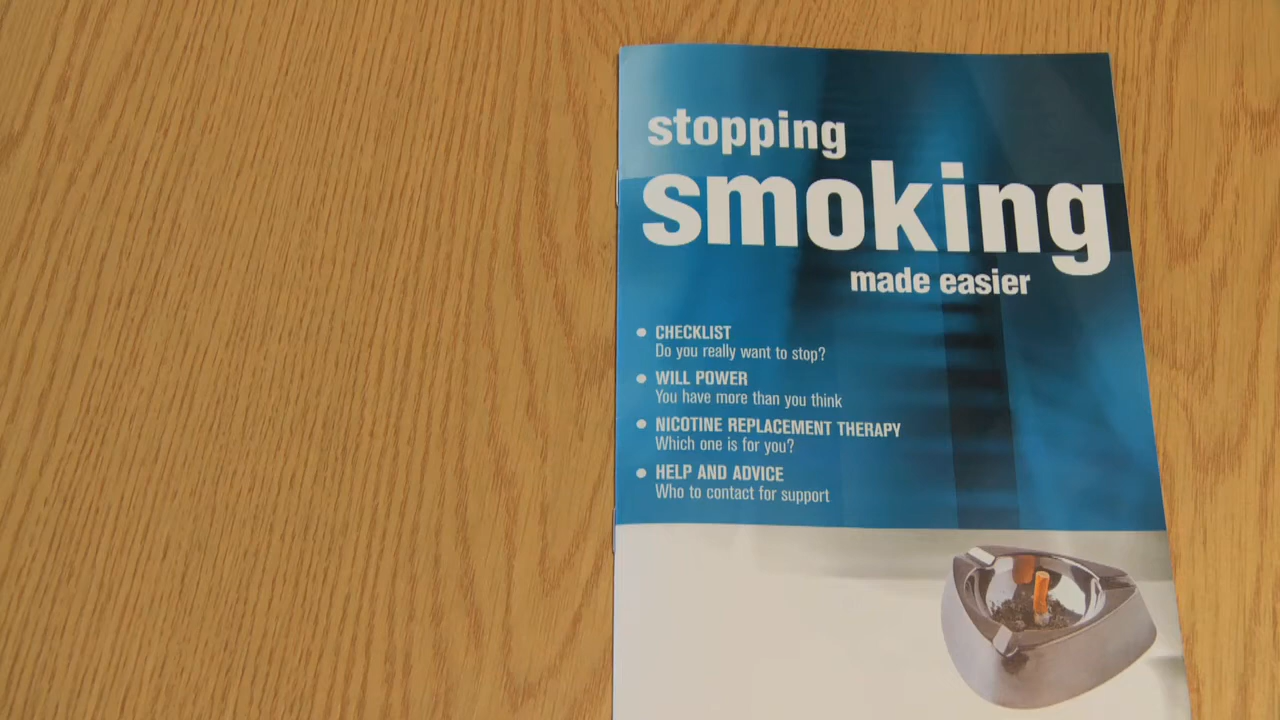 stopping
smoking
made easier
• CHECKLIST
Do you really want to stop?
• WILL POWER
You have more than you think
• NICOTINE REPLACEMENT THERAPY
Which one is for you?
• HELP AND ADVICE
Who to contact for support